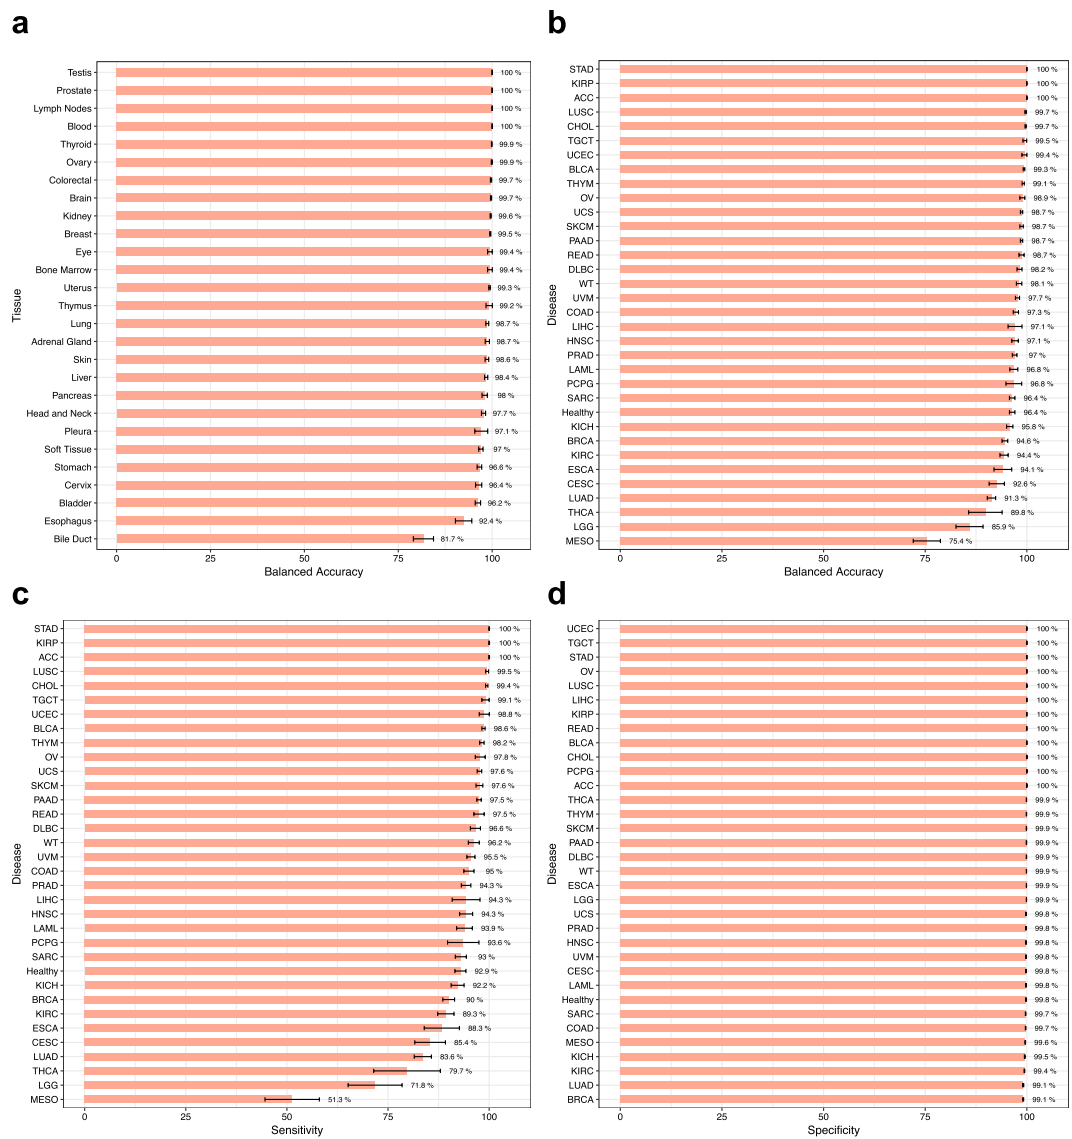 a
Tissue
Testis 100 %
Prostate 100 %
Lymph Nodes 100 %
Blood 100 %
Thyroid 99.9 %
Ovary 99.9 %
Colorectal 99.7 %
Brain 99.7 %
Kidney 99.6 %
Breast 99.5 %
Eye 99.4 %
Bone Marrow 99.4 %
Uterus 99.3 %
Thymus 99.2 %
Lung 98.7 %
Adrenal Gland 98.7 %
Skin 98.6 %
Liver 98.4 %
Pancreas 98 %
Head and Neck 97.7 %
Pleura 97.1 %
Soft Tissue 97 %
Stomach 96.6 %
Cervix 96.4 %
Bladder 96.2 %
Esophagus 92.4 %
Bile Duct 81.7 %
0 25 50 75 100
Balanced Accuracy
b
Disease
STAD 100 %
KIRP 100 %
ACC 100 %
LUSC 99.7 %
CHOL 99.7 %
TGCT 99.5 %
UCEC 99.4 %
BLCA 99.3 %
THYM 99.1 %
OV 98.9 %
UCS 98.7 %
SKCM 98.7 %
PAAD 98.7 %
READ 98.7 %
DLBC 98.2 %
WT 98.1 %
UVM 97.7 %
COAD 97.3 %
LIHC 97.1 %
HNSC 97.1 %
PRAD 97 %
LAML 96.8 %
PCPG 96.8 %
SARC 96.4 %
Healthy 96.4 %
KICH 95.8 %
BRCA 94.6 %
KIRC 94.4 %
ESCA 94.1 %
CESC 92.6 %
LUAD 91.3 %
THCA 89.8 %
LGG 85.9 %
MESO 75.4 %
0 25 50 75 100
Balanced Accuracy
c
Disease
STAD 100 %
KIRP 100 %
ACC 100 %
LUSC 99.5 %
CHOL 99.4 %
TGCT 99.1 %
UCEC 98.8 %
BLCA 98.6 %
THYM 98.2 %
OV 97.8 %
UCS 97.6 %
SKCM 97.6 %
PAAD 97.5 %
READ 97.5 %
DLBC 96.6 %
WT 96.2 %
UVM 95.5 %
COAD 95 %
PRAD 94.3 %
LIHC 94.3 %
HNSC 94.3 %
LAML 93.9 %
PCPG 93.6 %
SARC 93 %
Healthy 92.9 %
KICH 92.2 %
BRCA 90 %
KIRC 89.3 %
ESCA 88.3 %
CESC 85.4 %
LUAD 83.6 %
THCA 79.7 %
LGG 71.8 %
MESO 51.3 %
0 25 50 75 100
Sensitivity
d
Disease
UCEC 100 %
TGCT 100 %
STAD 100 %
OV 100 %
LUSC 100 %
LIHC 100 %
KIRP 100 %
READ 100 %
BLCA 100 %
CHOL 100 %
PCPG 100 %
ACC 100 %
THCA 99.9 %
THYM 99.9 %
SKCM 99.9 %
PAAD 99.9 %
DLBC 99.9 %
WT 99.9 %
ESCA 99.9 %
LGG 99.9 %
UCS 99.8 %
PRAD 99.8 %
HNSC 99.8 %
UVM 99.8 %
CESC 99.8 %
LAML 99.8 %
Healthy 99.8 %
SARC 99.7 %
COAD 99.7 %
MESO 99.6 %
KICH 99.5 %
KIRC 99.4 %
LUAD 99.1 %
BRCA 99.1 %
0 25 50 75 100
Specificity